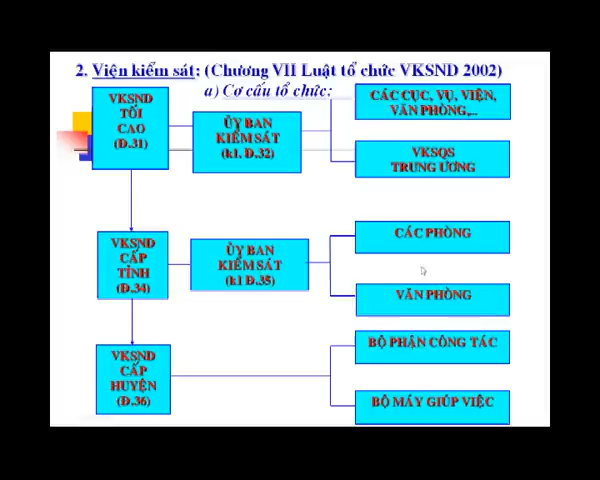 2. Viện kiểm sát: (Chương VII Luật tổ chức VKSND 2002)
a) Cơ cấu tổ chức:
VKSND
TỐI
CAO
(Đ.31)
ỦY BAN
KIỂM SÁT
(k1, Đ.32)
CÁC CỤC, VỤ, VIỆN,
VĂN PHÒNG,..
VKSQS
TRUNG ƯƠNG
VKSND
CẤP
TỈNH
(Đ.34)
ỦY BAN
KIỂM SÁT
(k1 Đ.35)
CÁC PHÒNG
VĂN PHÒNG
VKSND
CẤP
HUYỆN
(Đ.36)
BỘ PHẬN CÔNG TÁC
BỘ MÁY GIÚP VIỆC